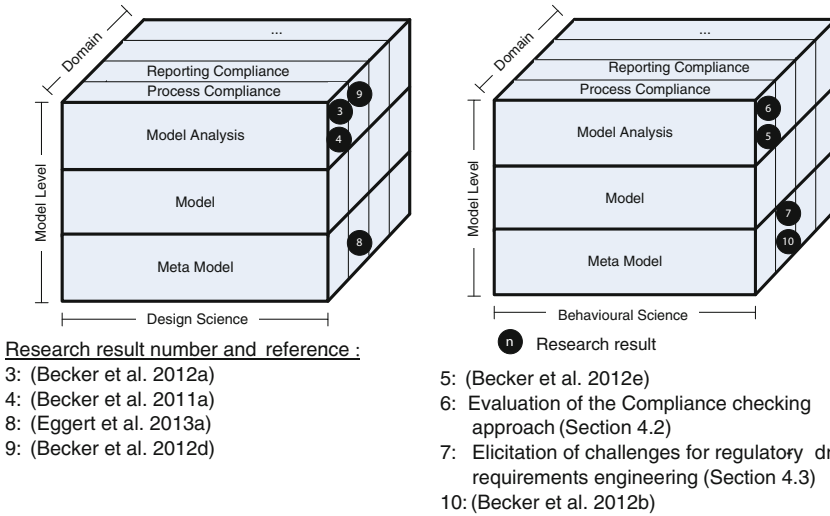 Domain
...
Reporting Compliance
Process Compliance
9
3
4
Model Analysis
Model
8
Meta Model
Model Level
Design Science
Research result number and reference :
3: (Becker et al. 2012a)
4: (Becker et al. 2011a)
8: (Eggert et al. 2013a)
9: (Becker et al. 2012d)
Domain
...
Reporting Compliance
Process Compliance
6
5
Model Analysis
Model
7
10
Meta Model
Model Level
Behavioural Science
n Research result
5: (Becker et al. 2012e)
6: Evaluation of the Compliance checking
approach (Section 4.2)
7: Elicitation of challenges for regulatory
requirements engineering (Section 4.3)
10: (Becker et al. 2012b)